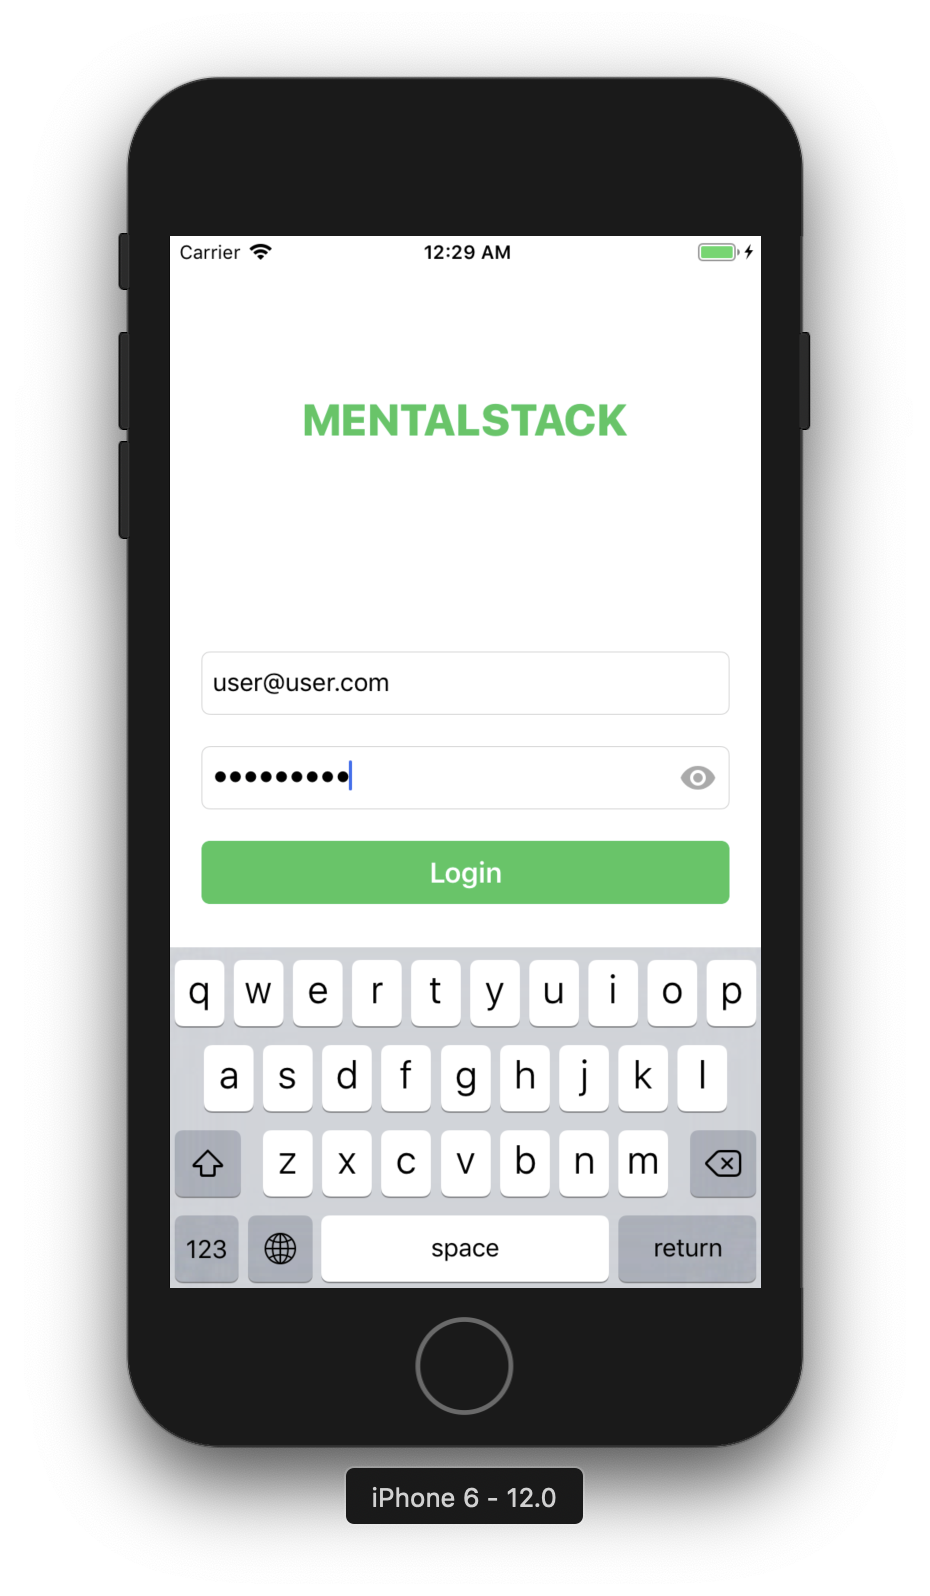 Carrier 12:29 AM
MENTALSTACK
user@user.com
•••••••••
Login
q w e r t y u i o p
a s d f g h j k l
z x c v b n m
123 space return
iPhone 6 - 12.0